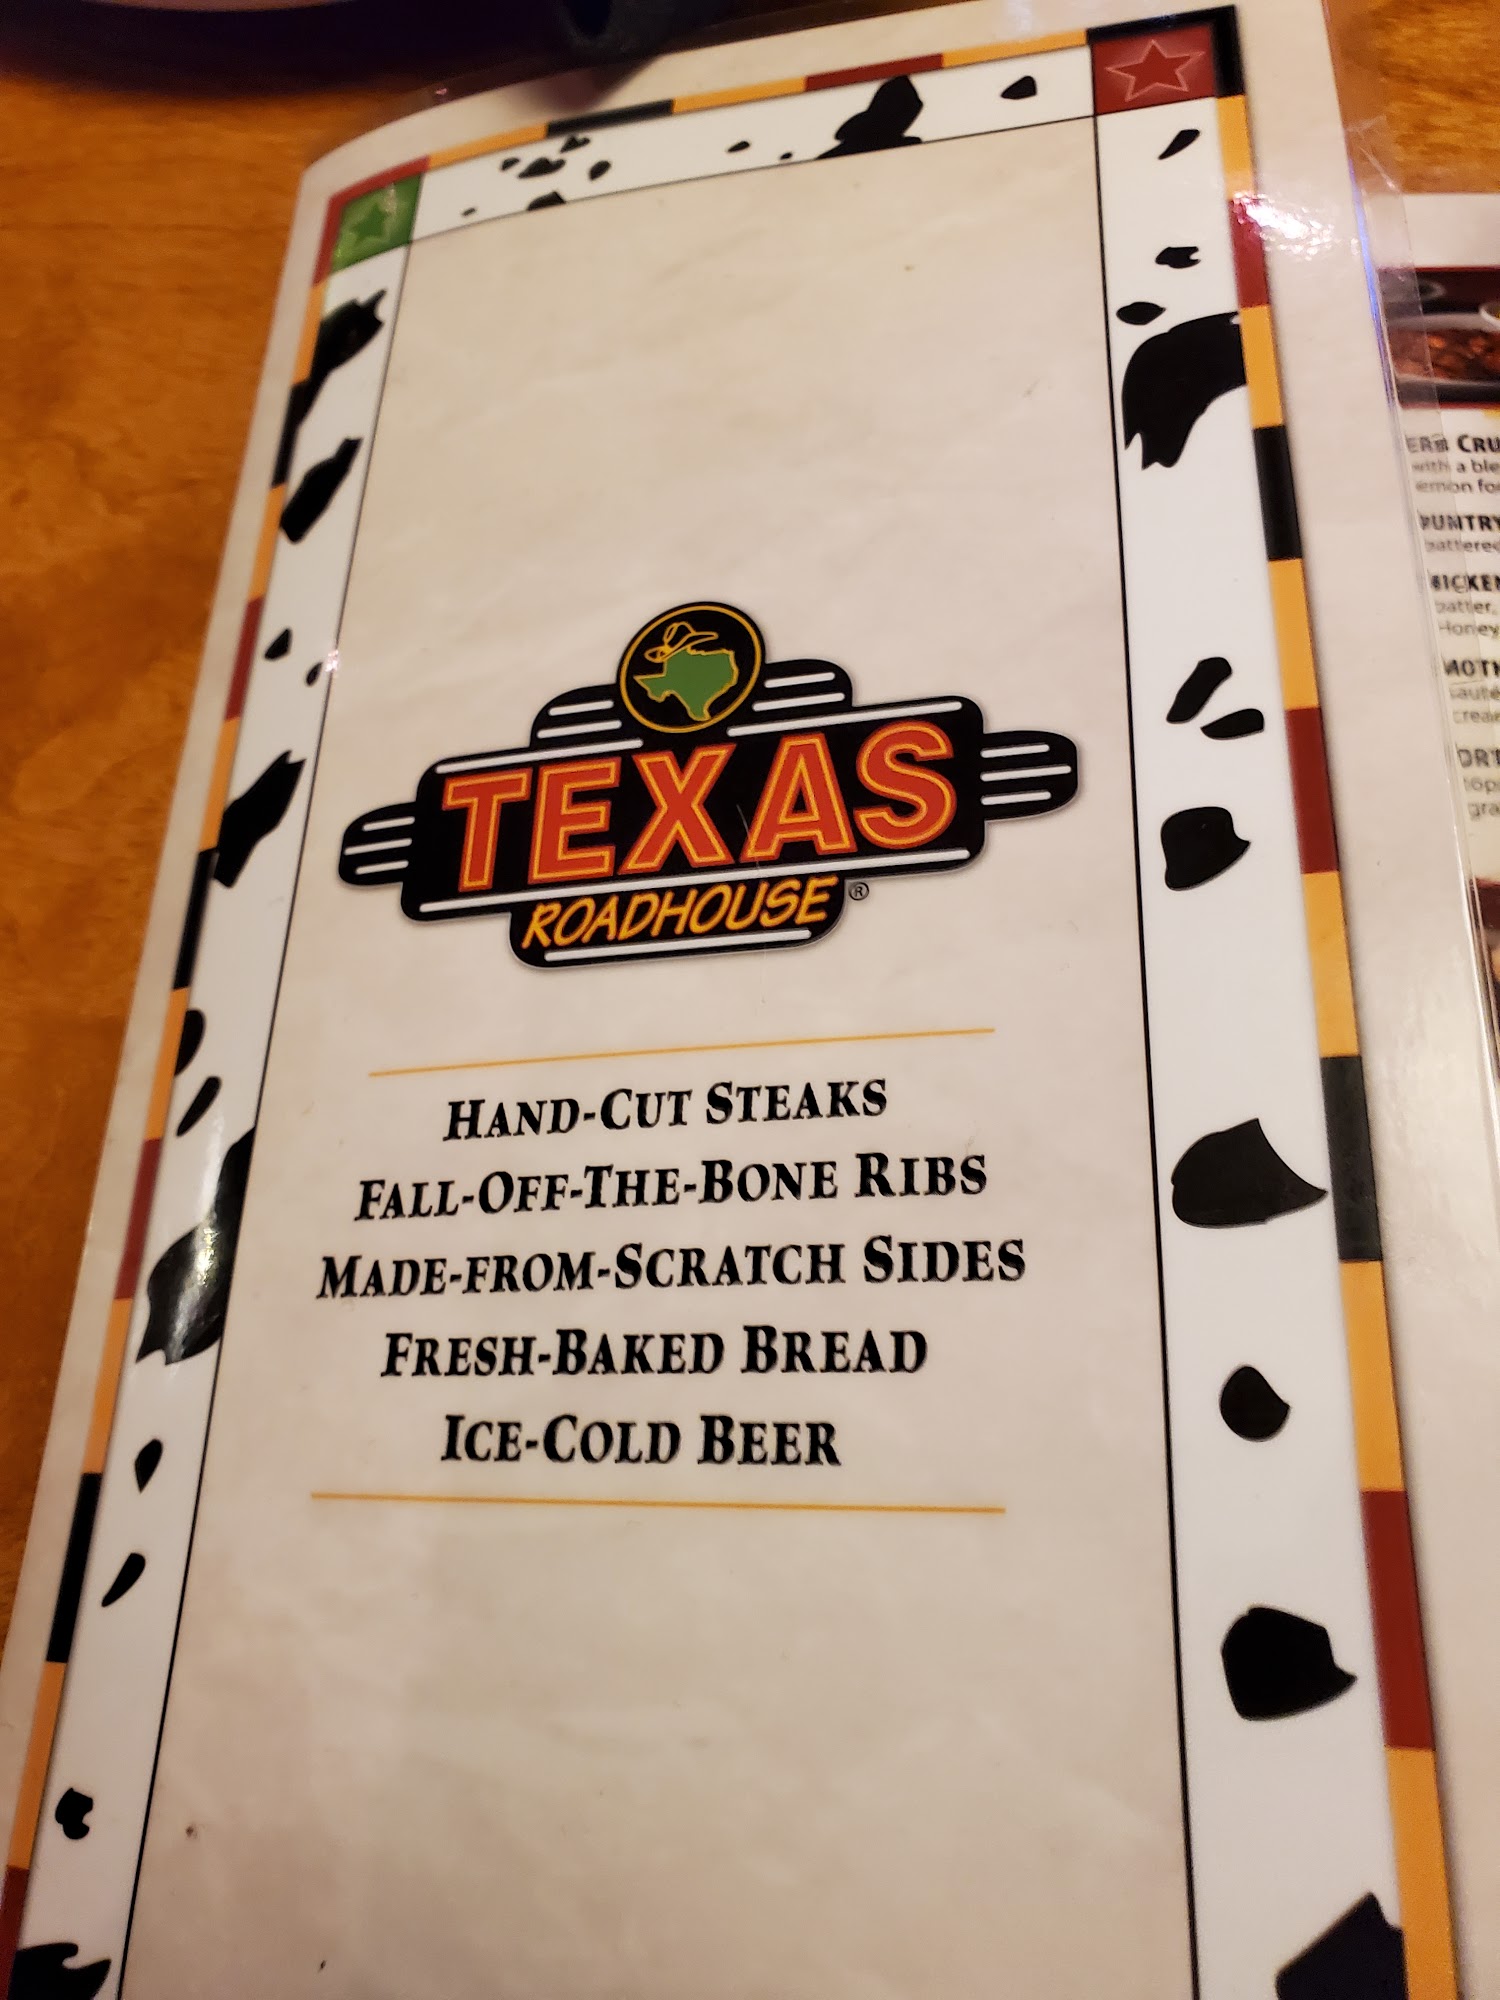 TEXAS
ROADHOUSE®
HAND-CUT STEAKS
FALL-OFF-THE-BONE RIBS
MADE-FROM-SCRATCH SIDES
FRESH-BAKED BREAD
ICE-COLD BEER
with a